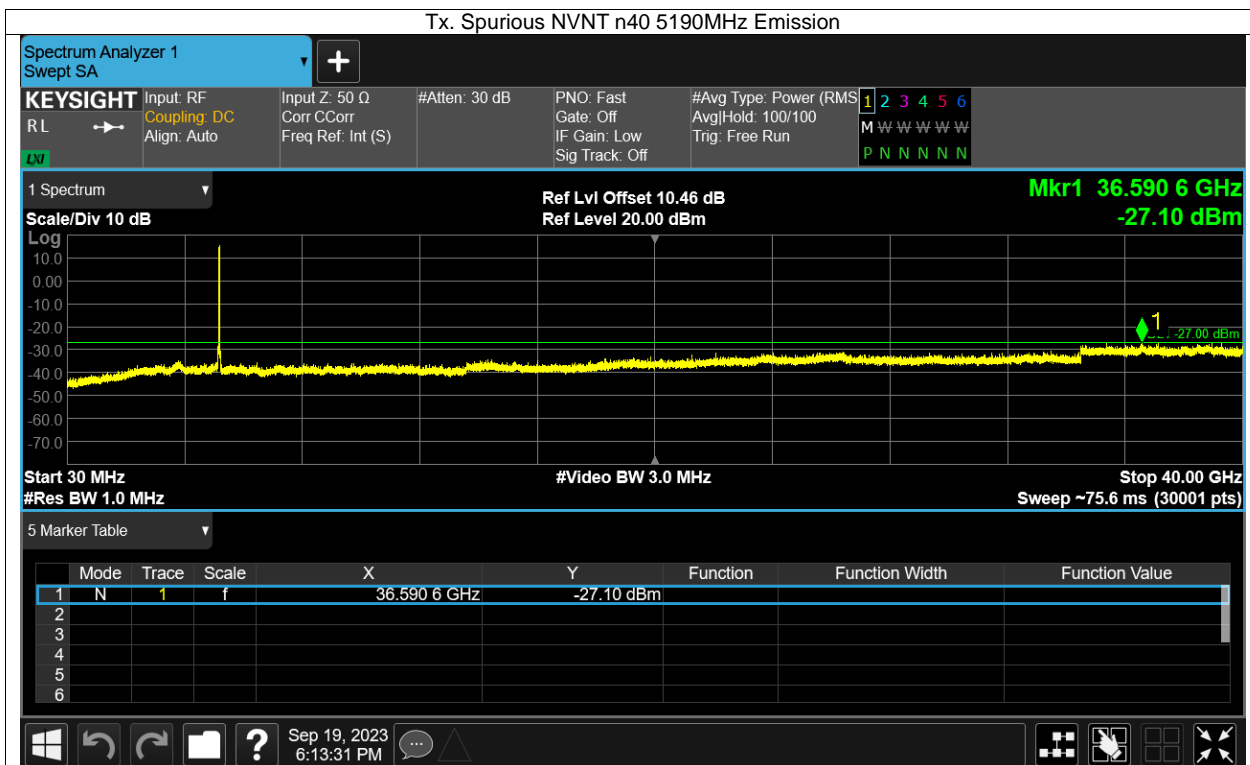 Tx. Spurious NVNT n40 5190MHz Emission
Spectrum Analyzer 1
Swept SA
KEYSIGHT
RL
LXI
Input: RF
Coupling: DC
Align: Auto
Input Z: 50 Ω
Corr CCorr
Freq Ref: Int (S)
#Atten: 30 dB
PNO: Fast
Gate: Off
IF Gain: Low
Sig Track: Off
#Avg Type: Power (RMS
Avg|Hold: 100/100
Trig: Free Run
1 2 3 4 5 6
M W W W W W
P N N N N N
1 Spectrum
Scale/Div 10 dB
Ref Lvl Offset 10.46 dB
Ref Level 20.00 dBm
Mkr1 36.590 6 GHz
-27.10 dBm
Log
10.0
0.00
-10.0
-20.0
-30.0
-40.0
-50.0
-60.0
-70.0
1
-27.00 dBm
Start 30 MHz
#Res BW 1.0 MHz
#Video BW 3.0 MHz
Stop 40.00 GHz
Sweep ~75.6 ms (30001 pts)
5 Marker Table
Mode Trace Scale X Y Function Function Width Function Value
1 N 1 f 36.590 6 GHz -27.10 dBm
2
3
4
5
6
?
Sep 19, 2023
6:13:31 PM